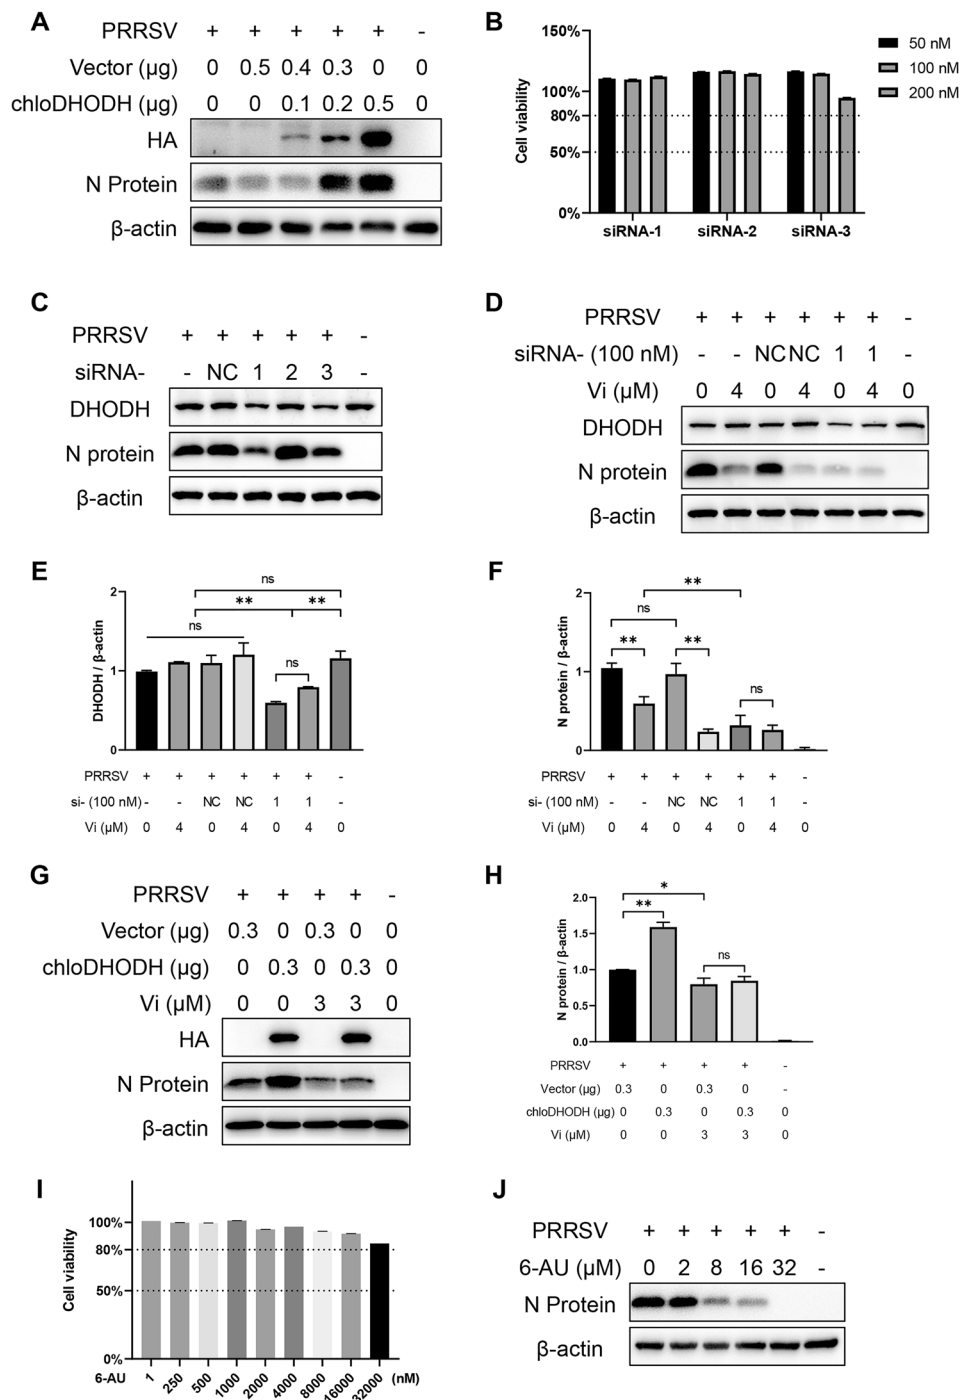 A
PRRSV + + + + + -
Vector (µg) 0 0.5 0.4 0.3 0 0
chloDHODH (µg) 0 0 0.1 0.2 0.5 0
HA
N Protein
β-actin
B
150%
100%
80%
50%
0%
Cell viability
siRNA-1 siRNA-2 siRNA-3
50 nM
100 nM
200 nM
C
PRRSV + + + + + -
siRNA- - NC 1 2 3 -
DHODH
N protein
β-actin
D
PRRSV + + + + + + -
siRNA- (100 nM) - - NC NC 1 1 -
Vi (µM) 0 4 0 4 0 4 0
DHODH
N protein
β-actin
E
ns
** **
ns
ns
2
1
0
DHODH / β-actin
PRRSV + + + + + + -
si- (100 nM) - - NC NC 1 1 -
Vi (µM) 0 4 0 4 0 4 0
F
**
ns
** **
ns
2
1
0
N protein / β-actin
PRRSV + + + + + + -
si- (100 nM) - - NC NC 1 1 -
Vi (µM) 0 4 0 4 0 4 0
G
PRRSV + + + + -
Vector (µg) 0.3 0 0.3 0 0
chloDHODH (µg) 0 0.3 0 0.3 0
Vi (µM) 0 0 3 3 0
HA
N Protein
β-actin
H
*
**
ns
2.0
1.5
1.0
0.5
0.0
N protein / β-actin
PRRSV + + + + -
Vector (µg) 0.3 0 0.3 0 -
chloDHODH (µg) 0 0.3 0 0.3 0
Vi (µM) 0 0 3 3 0
I
100%
80%
50%
0%
Cell viability
6-AU 1 250 500 1000 2000 4000 8000 16000 32000 (nM)
J
PRRSV + + + + + -
6-AU (µM) 0 2 8 16 32 -
N Protein
β-actin